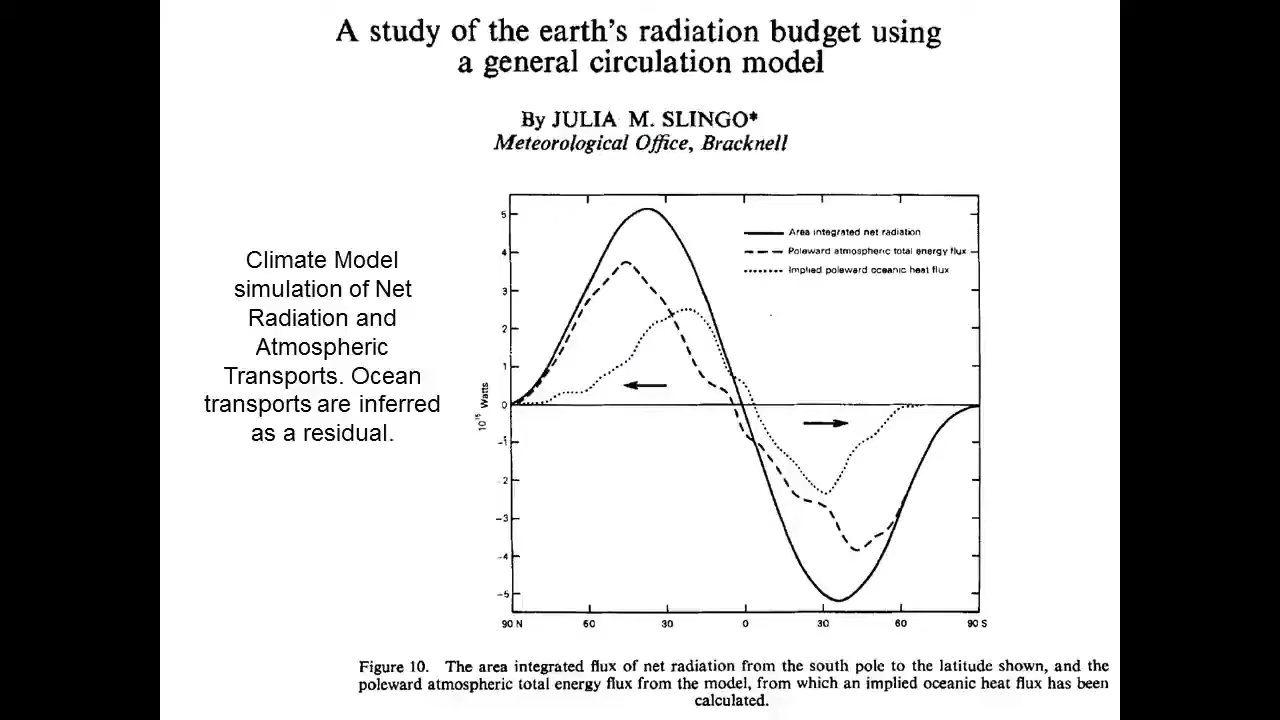 A study of the earth's radiation budget using
a general circulation model
By JULIA M. SLINGO*
Meteorological Office, Bracknell
Climate Model
simulation of Net
Radiation and
Atmospheric
Transports. Ocean
transports are inferred
as a residual.
Area integrated net radiation
Poleward atmospheric total energy flux
Implied poleward oceanic heat flux
5
4
3
2
1
0
-1
-2
-3
-4
-5
10¹⁵ Watts
90 N 60 30 0 30 60 90 S
Figure 10. The area integrated flux of net radiation from the south pole to the latitude shown, and the
poleward atmospheric total energy flux from the model, from which an implied oceanic heat flux has been
calculated.